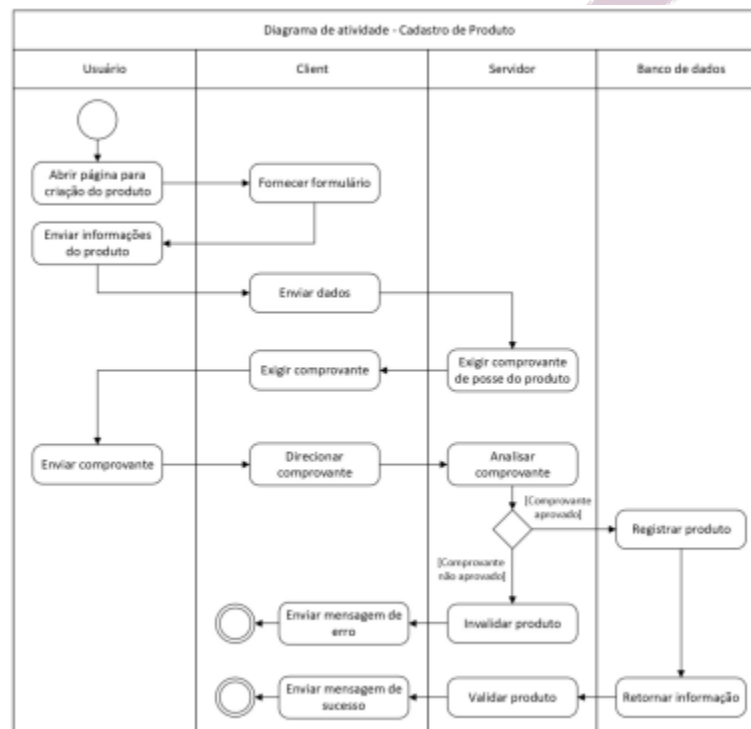 Diagrama de atividade - Cadastro de Produto
Usuário
Client
Servidor
Banco de dados
Abrir página para
criação do produto
Fornecer formulário
Enviar informações
do produto
Enviar dados
Exigir comprovante
de posse do produto
Exigir comprovante
Enviar comprovante
Direcionar
comprovante
Analisar
comprovante
[Comprovante
aprovado]
Registrar produto
[Comprovante
não aprovado]
Enviar mensagem de
erro
Invalidar produto
Enviar mensagem de
sucesso
Validar produto
Retornar informação